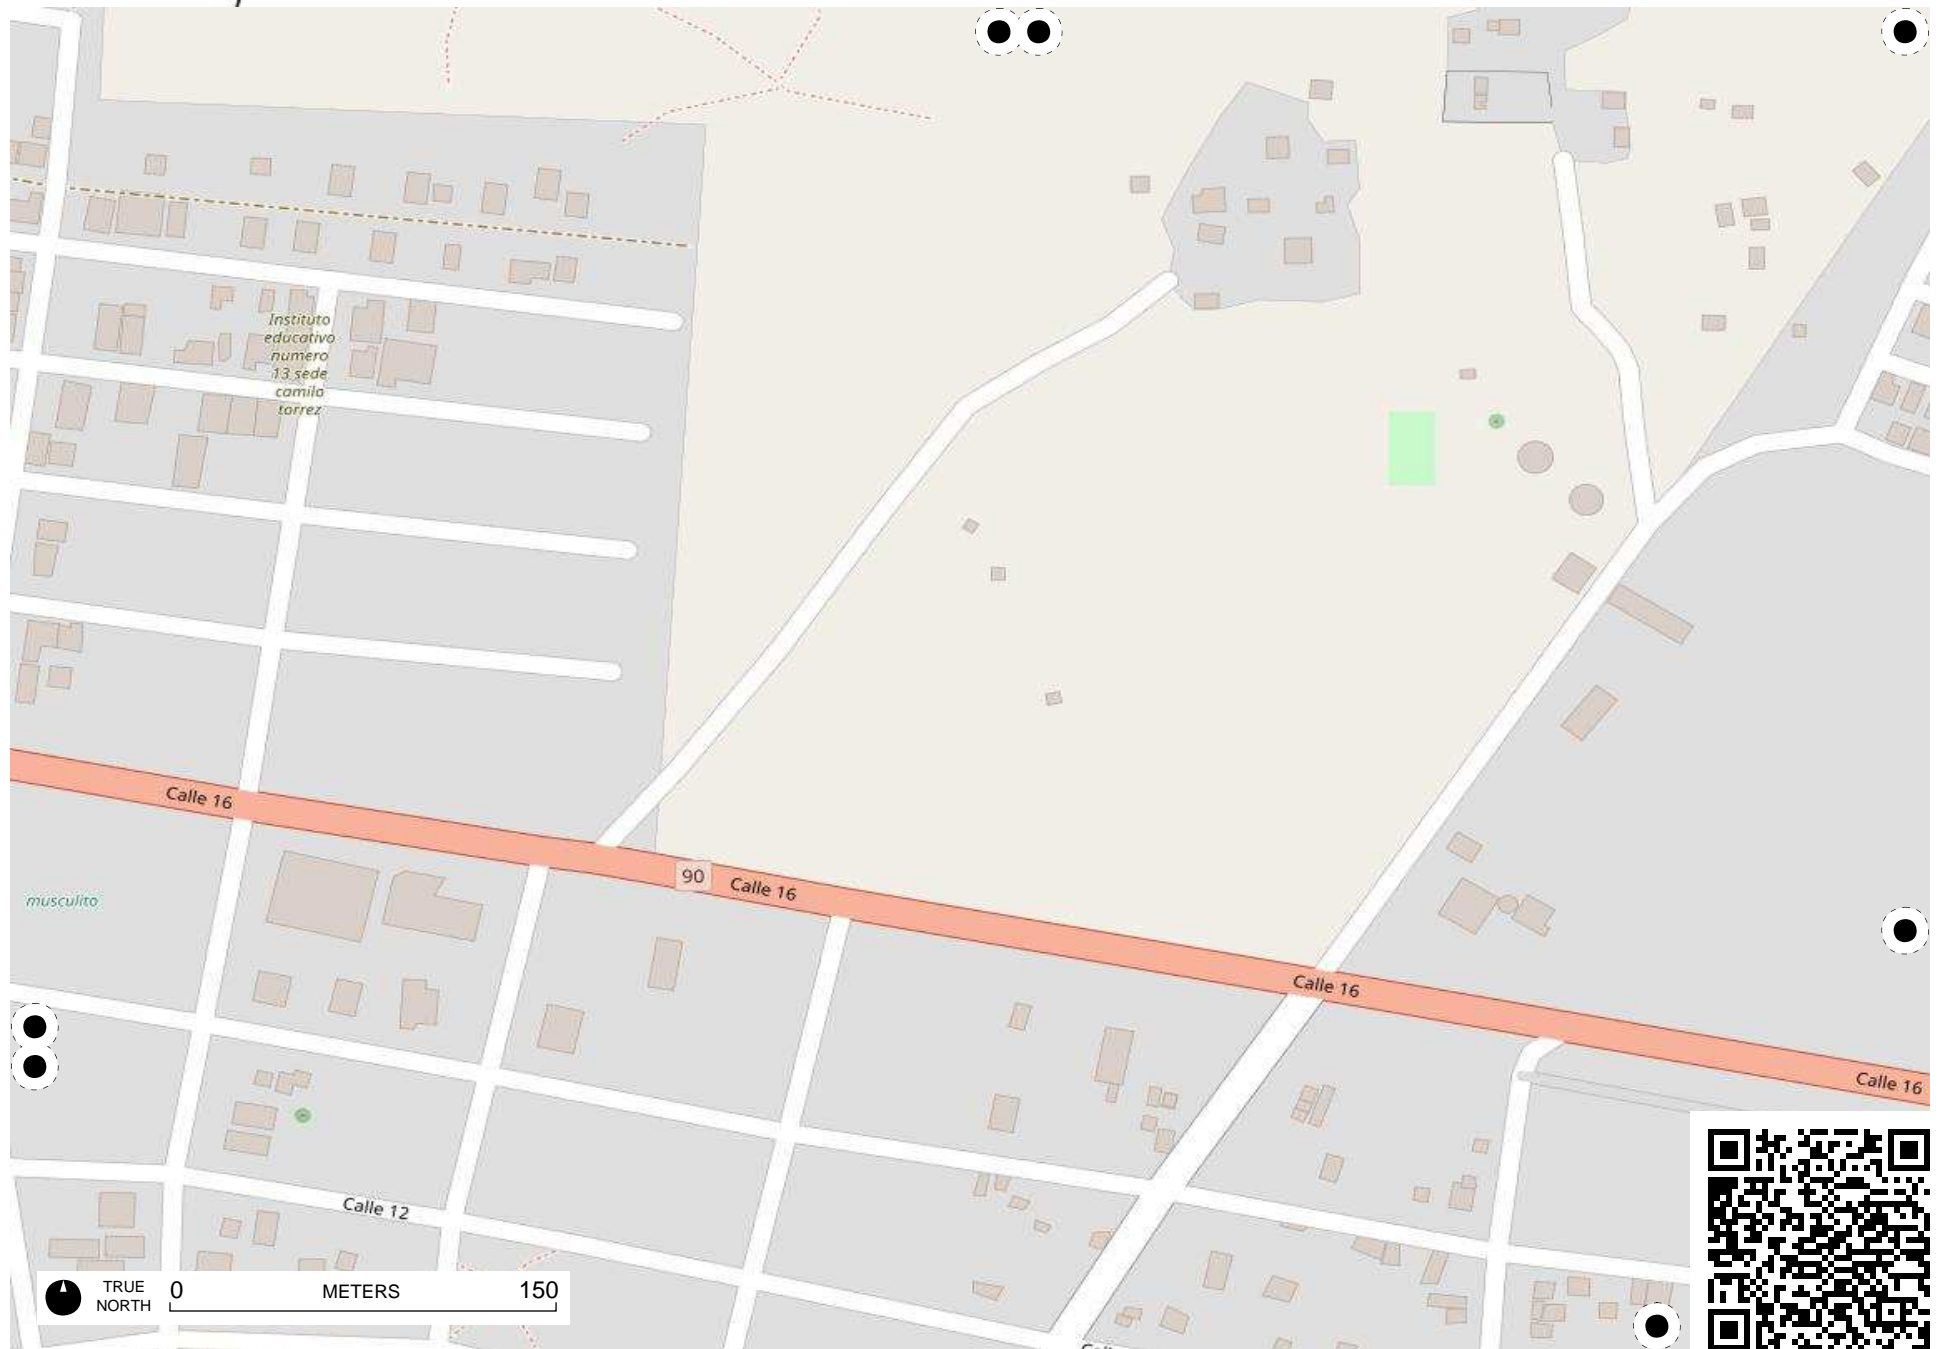 Instituto
educativo
numero
13 sede
camilo
torrez
Calle 16
90
Calle 16
musculito
Calle 16
Calle 16
Calle 12
TRUE
NORTH
0
METERS
150